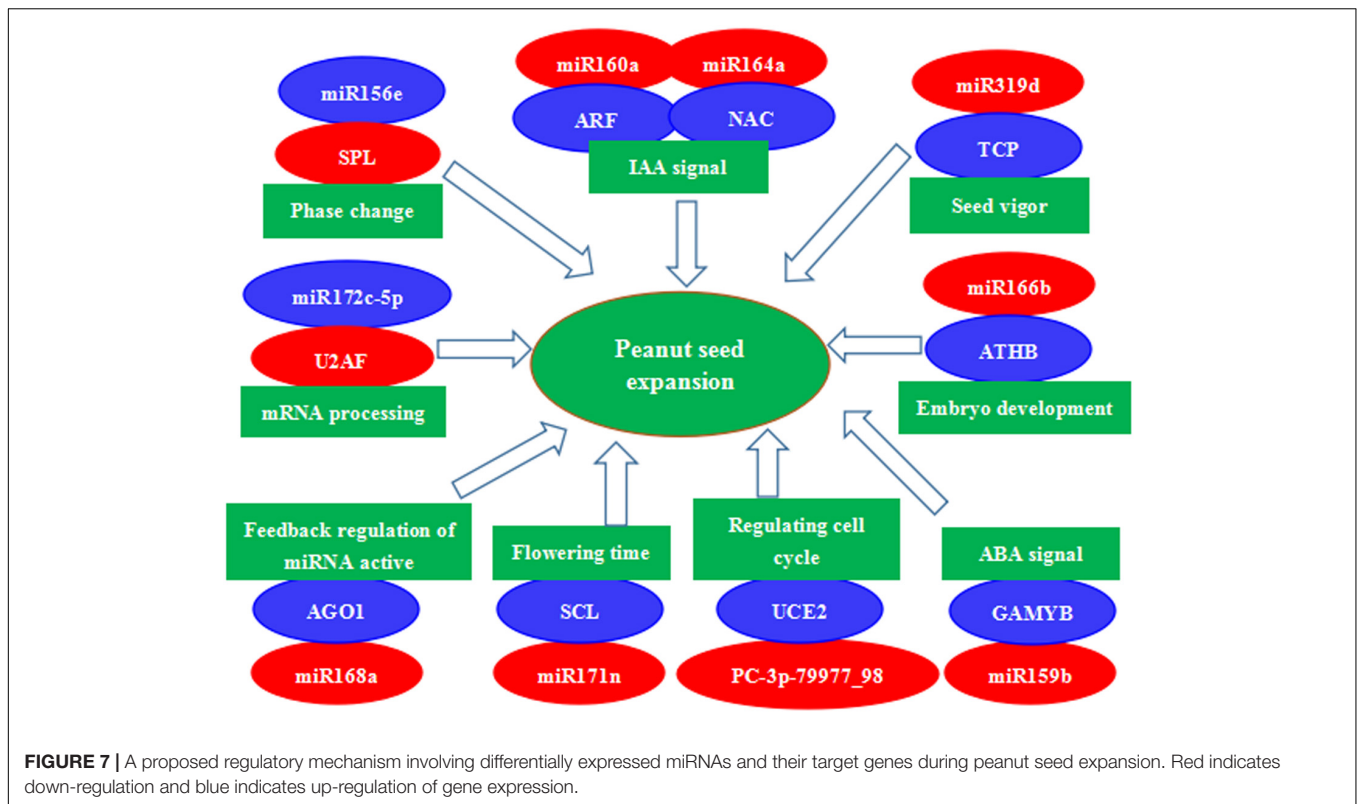 miR160a
miR164a
ARF
NAC
IAA signal
miR156e
SPL
Phase change
miR319d
TCP
Seed vigor
miR172c-5p
U2AF
mRNA processing
Peanut seed
expansion
miR166b
ATHB
Embryo development
Feedback regulation of
miRNA active
AGO1
miR168a
Flowering time
SCL
miR171n
Regulating cell
cycle
UCE2
PC-3p-79977_98
ABA signal
GAMYB
miR159b
FIGURE 7 | A proposed regulatory mechanism involving differentially expressed miRNAs and their target genes during peanut seed expansion. Red indicates
down-regulation and blue indicates up-regulation of gene expression.